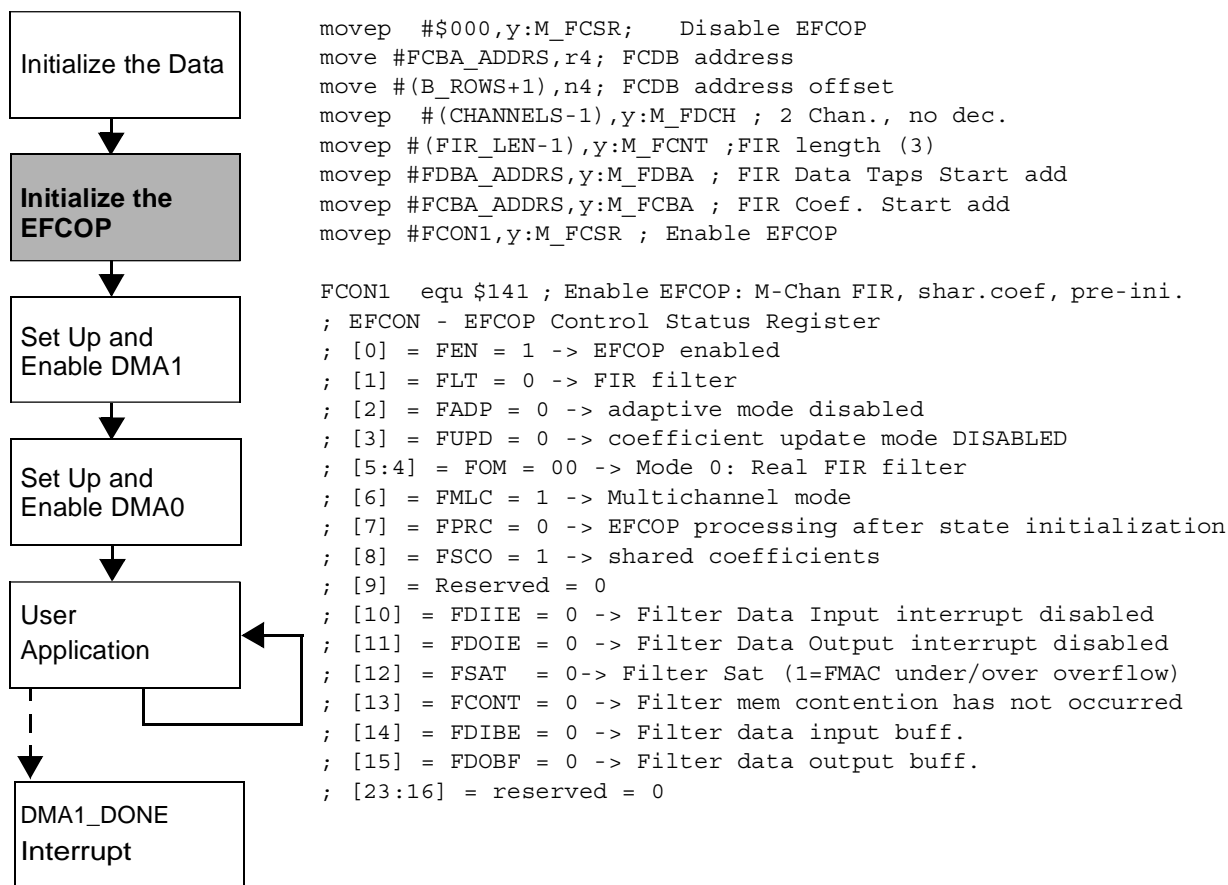 Initialize the Data
Initialize the
EFCOP
Set Up and
Enable DMA1
Set Up and
Enable DMA0
User
Application
DMA1_DONE
Interrupt
movep #$000,y:M_FCSR; Disable EFCOP
move #FCBA_ADDRS,r4; FCDB address
move #(B_ROWS+1),n4; FCDB address offset
movep #(CHANNELS-1),y:M_FDCH ; 2 Chan., no dec.
movep #(FIR_LEN-1),y:M_FCNT ;FIR length (3)
movep #FDBA_ADDRS,y:M_FDBA ; FIR Data Taps Start add
movep #FCBA_ADDRS,y:M_FCBA ; FIR Coef. Start add
movep #FCON1,y:M_FCSR ; Enable EFCOP
FCON1 equ $141 ; Enable EFCOP: M-Chan FIR, shar.coef, pre-ini.
; EFCON - EFCOP Control Status Register
; [0] = FEN = 1 -> EFCOP enabled
; [1] = FLT = 0 -> FIR filter
; [2] = FADP = 0 -> adaptive mode disabled
; [3] = FUPD = 0 -> coefficient update mode DISABLED
; [5:4] = FOM = 00 -> Mode 0: Real FIR filter
; [6] = FMLC = 1 -> Multichannel mode
; [7] = FPRC = 0 -> EFCOP processing after state initialization
; [8] = FSCO = 1 -> shared coefficients
; [9] = Reserved = 0
; [10] = FDIIE = 0 -> Filter Data Input interrupt disabled
; [11] = FDOIE = 0 -> Filter Data Output interrupt disabled
; [12] = FSAT = 0-> Filter Sat (1=FMAC under/over overflow)
; [13] = FCONT = 0 -> Filter mem contention has not occurred
; [14] = FDIBE = 0 -> Filter data input buff.
; [15] = FDOBF = 0 -> Filter data output buff.
; [23:16] = reserved = 0